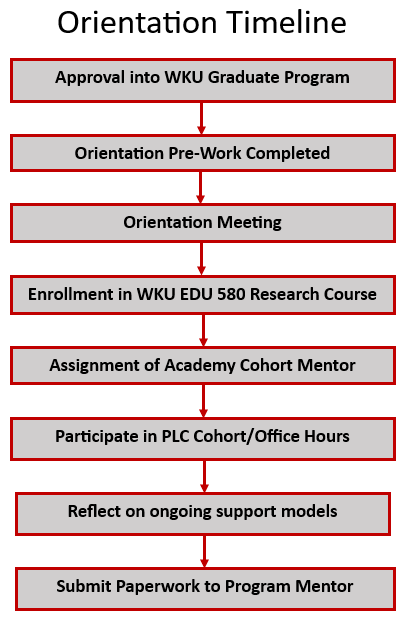 Orientation Timeline
Approval into WKU Graduate Program
Orientation Pre-Work Completed
Orientation Meeting
Enrollment in WKU EDU 580 Research Course
Assignment of Academy Cohort Mentor
Participate in PLC Cohort/Office Hours
Reflect on ongoing support models
Submit Paperwork to Program Mentor